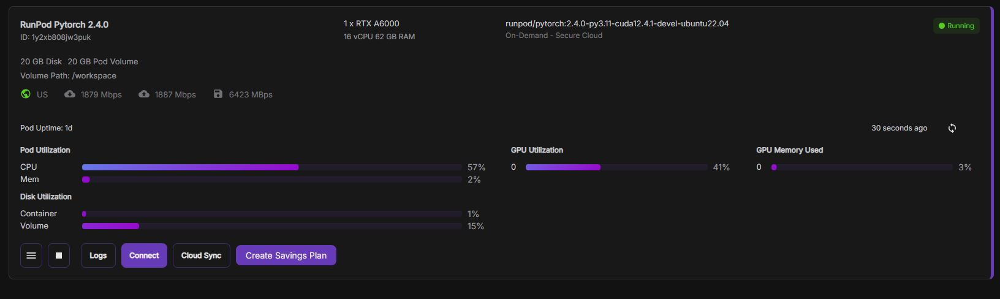 RunPod Pytorch 2.4.0
ID: 1y2xb808jw3puk
1 x RTX A6000
16 vCPU 62 GB RAM
runpod/pytorch:2.4.0-py3.11-cuda12.4.1-devel-ubuntu22.04
On-Demand - Secure Cloud
Running
20 GB Disk 20 GB Pod Volume
Volume Path: /workspace
US 1879 Mbps 1887 Mbps 6423 MBps
Pod Uptime: 1d
30 seconds ago
Pod Utilization
CPU 57%
Mem 2%
Disk Utilization
Container 1%
Volume 15%
GPU Utilization
0 41%
GPU Memory Used
0 3%
Logs Connect Cloud Sync Create Savings Plan